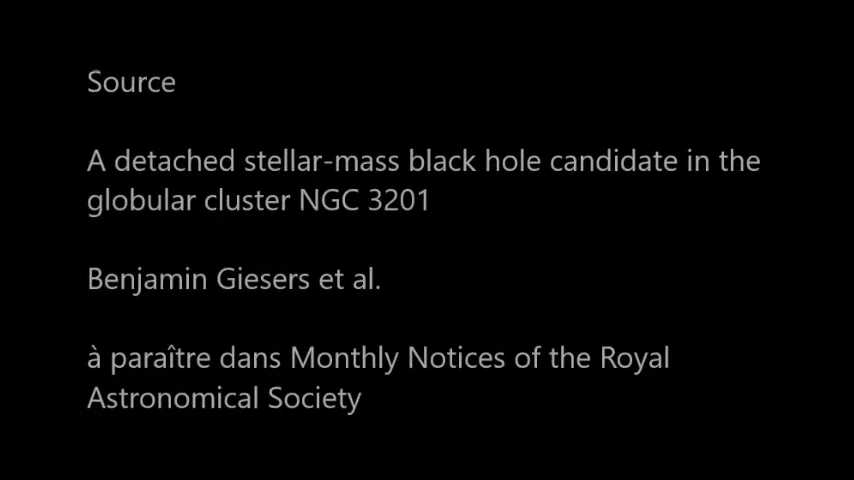 Source
A detached stellar-mass black hole candidate in the
globular cluster NGC 3201
Benjamin Giesers et al.
à paraître dans Monthly Notices of the Royal
Astronomical Society